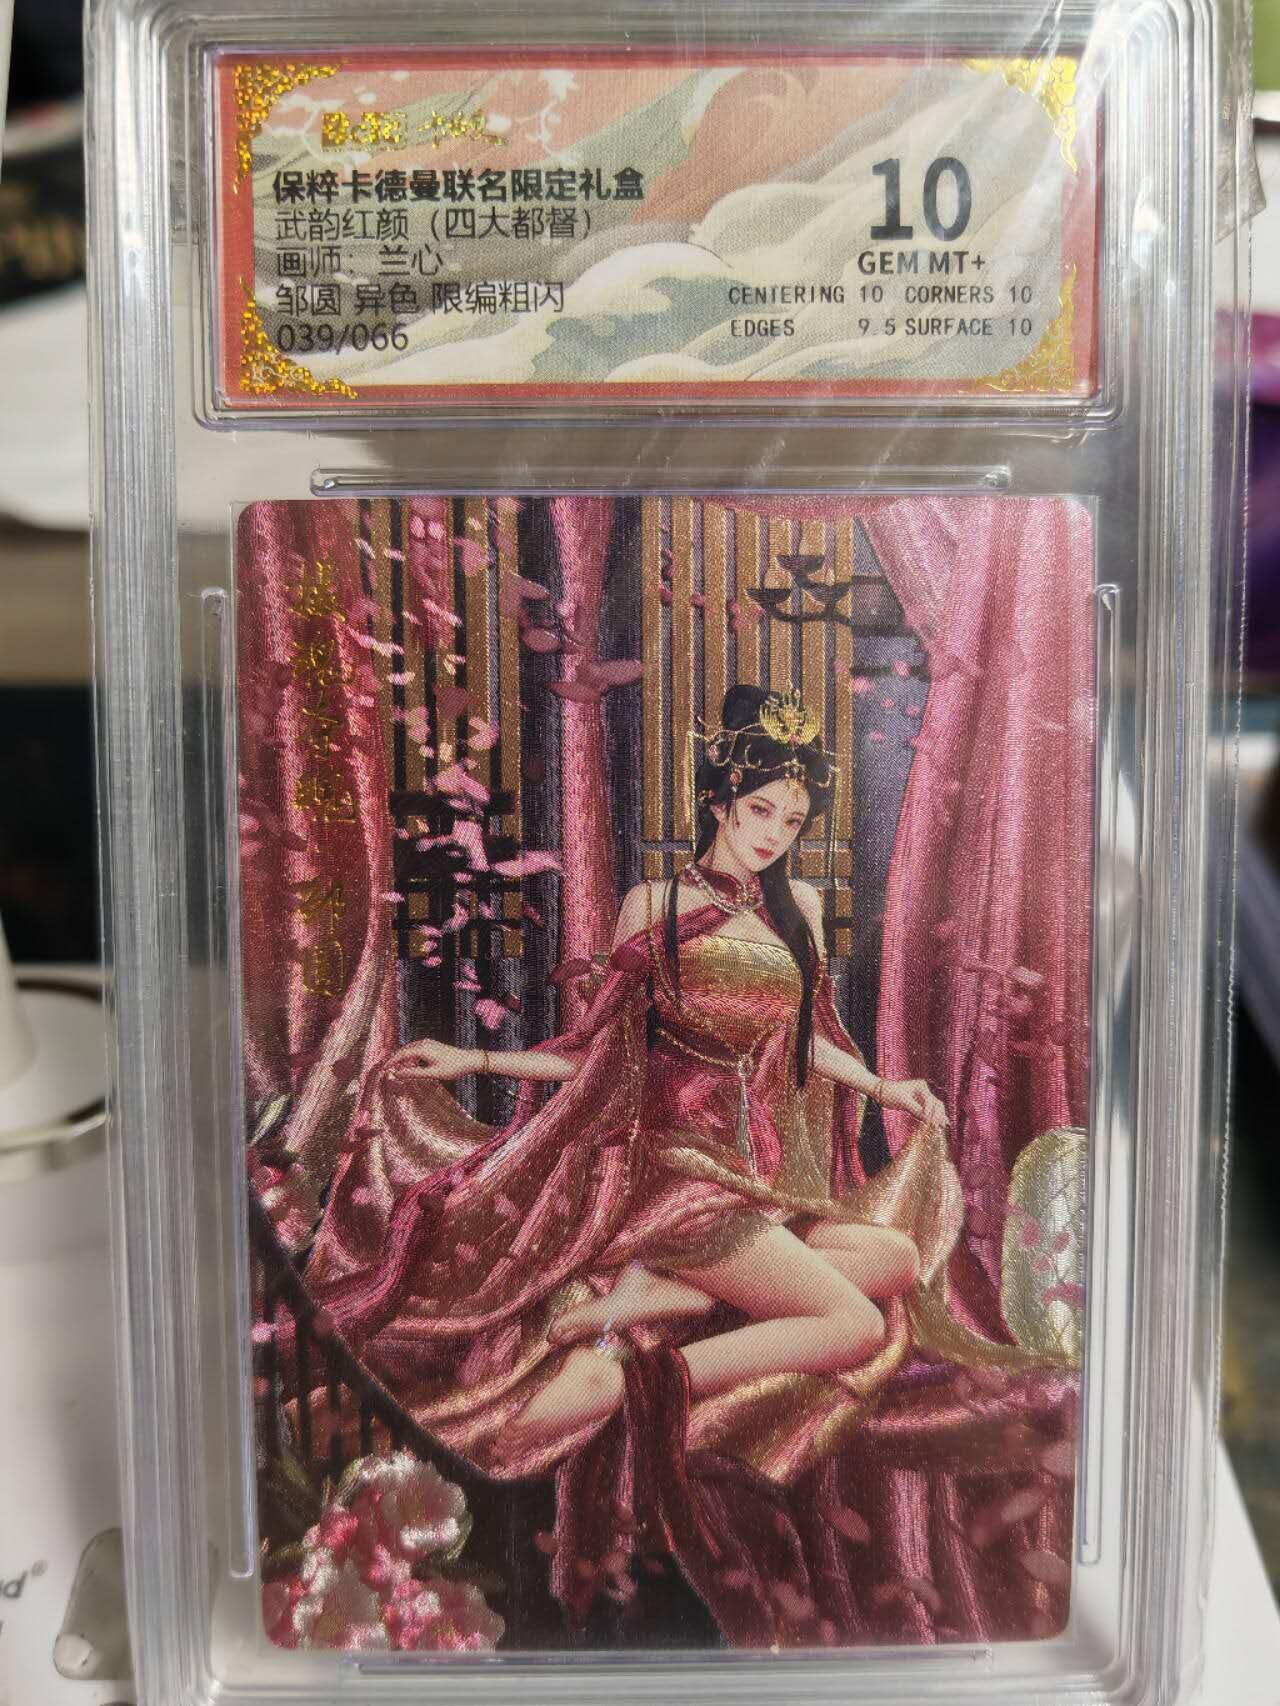 保粹卡德曼联名限定礼盒
武韵红颜（四大都督）
画师：兰心
邹圆 异色 限编粗闪
039/066
10
GEM MT+
CENTERING 10 CORNERS 10
EDGES 9.5 SURFACE 10
邹圆